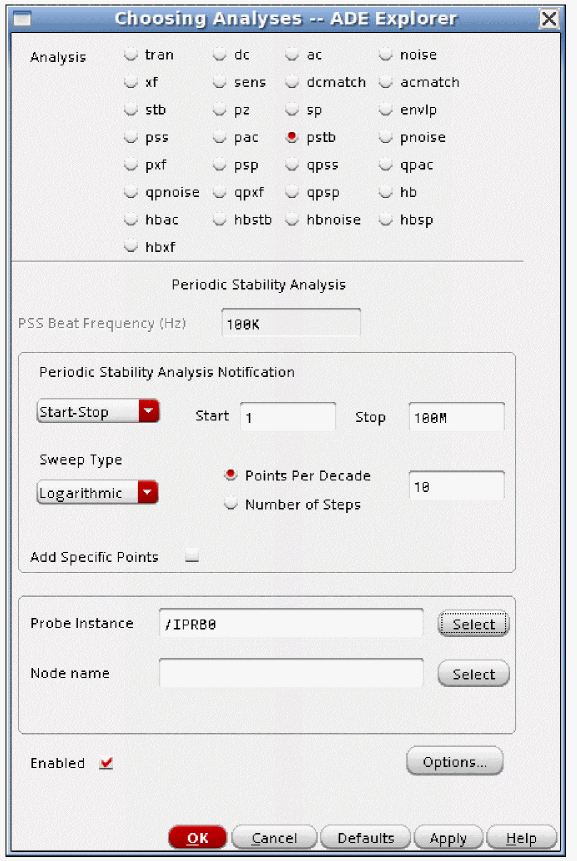 Choosing Analyses -- ADE Explorer
Analysis tran dc ac noise
xf sens dcmatch acmatch
stb pz sp envlp
pss pac pstb pnoise
pxf psp qpss qpac
qpnoise qpxf qpsp hb
hbac hbstb hbnoise hbsp
hbxf
Periodic Stability Analysis
PSS Beat Frequency (Hz) 100K
Periodic Stability Analysis Notification
Start-Stop Start 1 Stop 100M
Sweep Type
Logarithmic Points Per Decade 10
Number of Steps
Add Specific Points
Probe Instance /IPRB0 Select
Node name Select
Enabled Options...
OK Cancel Defaults Apply Help